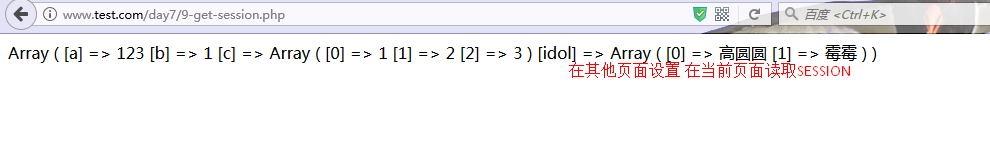 www.test.com/day7/9-get-session.php
百度 <Ctrl+K>
Array ( [a] => 123 [b] => 1 [c] => Array ( [0] => 1 [1] => 2 [2] => 3 ) [idol] => Array ( [0] => 高圆圆 [1] => 霉霉 ) )
在其他页面设置 在当前页面读取SESSION